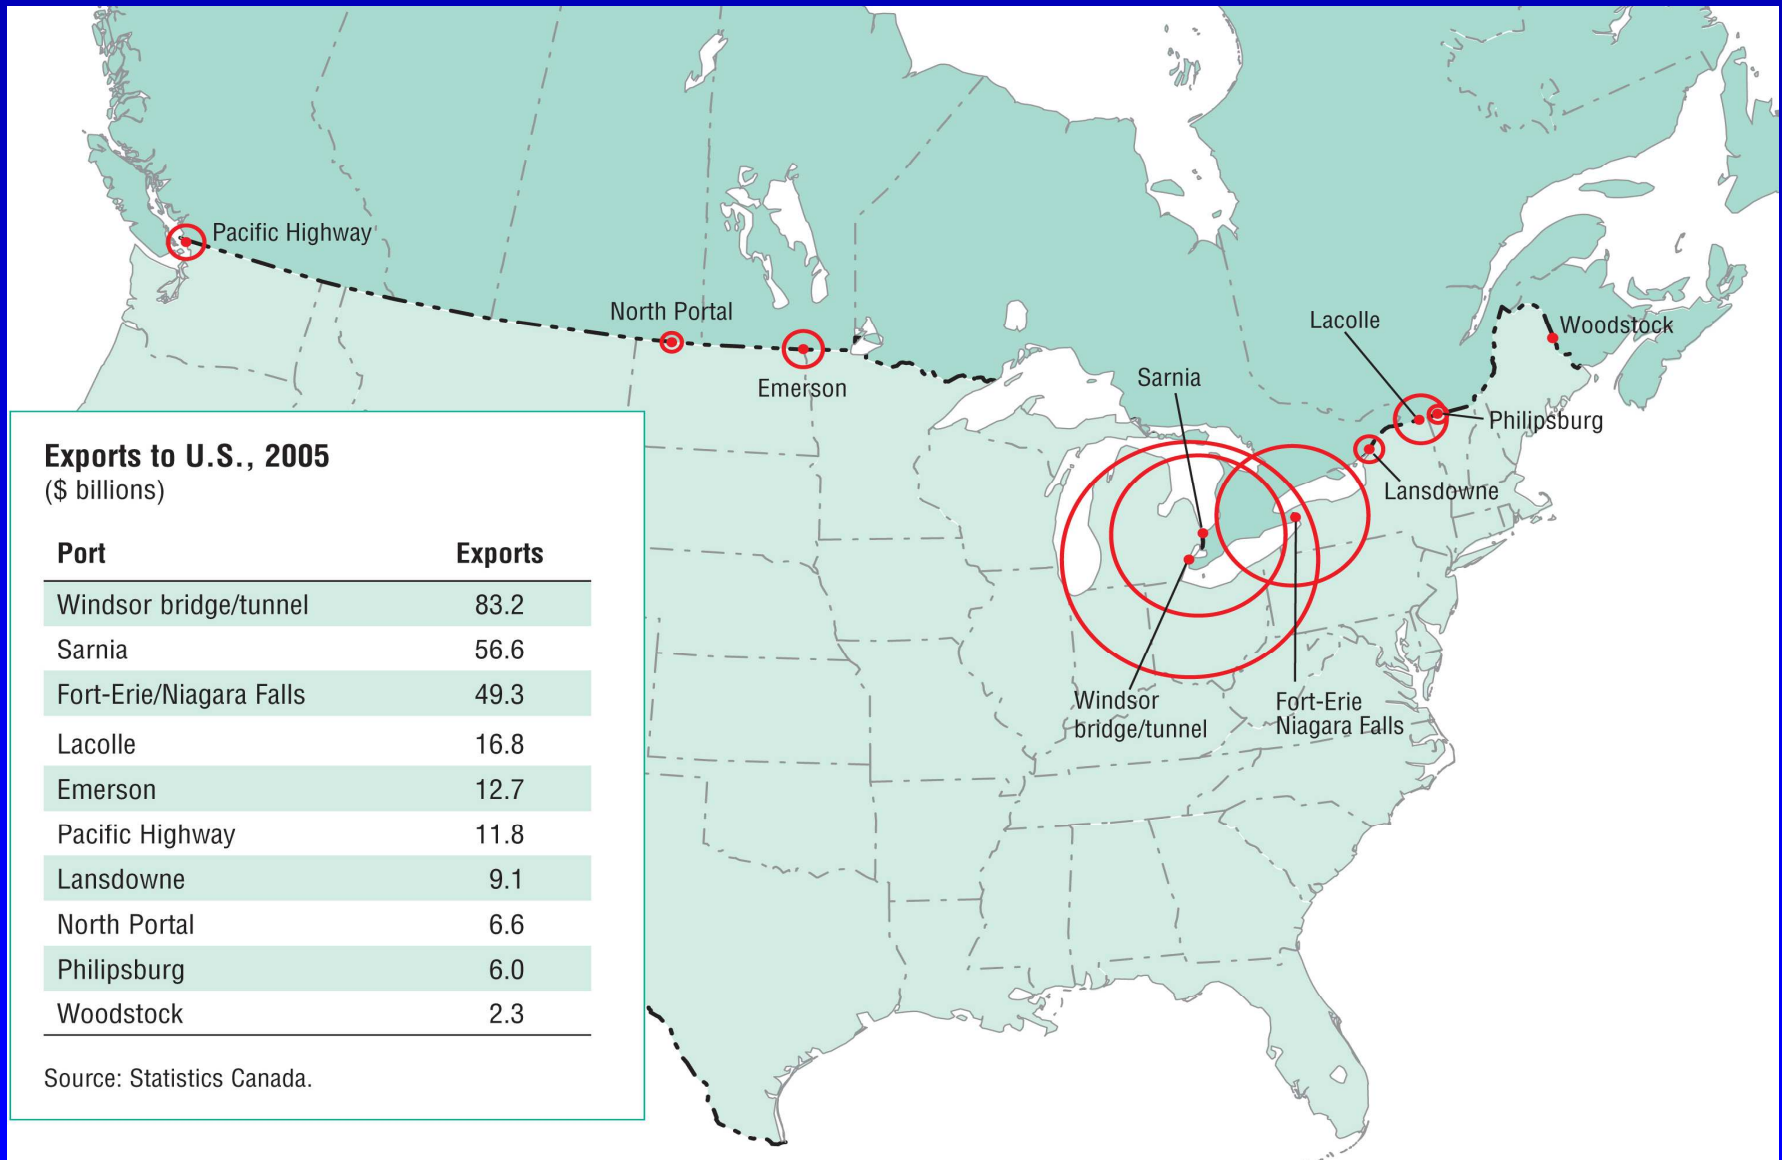 Pacific Highway
North Portal
Emerson
Sarnia
Lacolle
Woodstock
Philipsburg
Lansdowne
Windsor
bridge/tunnel
Fort-Erie
Niagara Falls
Exports to U.S., 2005
($ billions)
Port Exports
Windsor bridge/tunnel 83.2
Sarnia 56.6
Fort-Erie/Niagara Falls 49.3
Lacolle 16.8
Emerson 12.7
Pacific Highway 11.8
Lansdowne 9.1
North Portal 6.6
Philipsburg 6.0
Woodstock 2.3
Source: Statistics Canada.